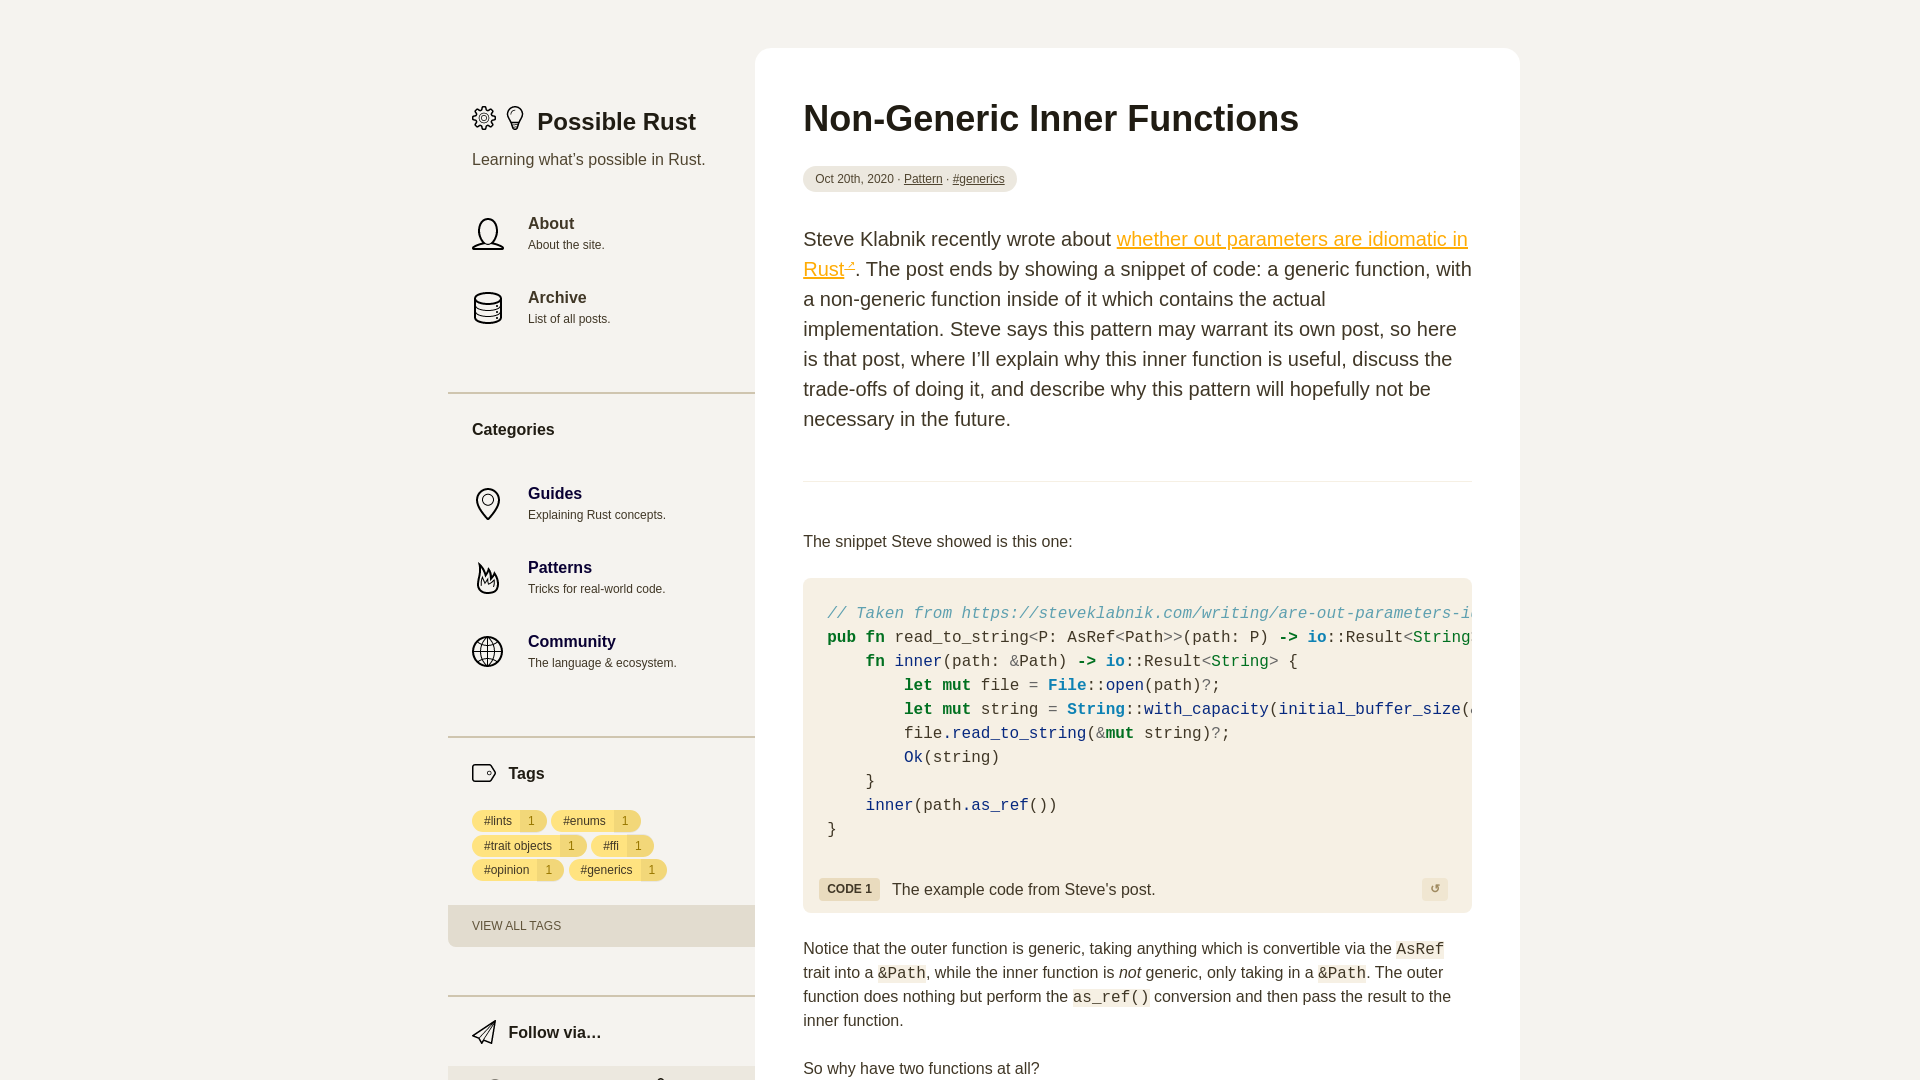 Possible Rust
Learning what’s possible in Rust.
About
About the site.
Archive
List of all posts.
Categories
Guides
Explaining Rust concepts.
Patterns
Tricks for real-world code.
Community
The language & ecosystem.
Tags
#lints 1 #enums 1
#trait objects 1 #ffi 1
#opinion 1 #generics 1
VIEW ALL TAGS
Follow via…
Non-Generic Inner Functions
Oct 20th, 2020 · Pattern · #generics
Steve Klabnik recently wrote about whether out parameters are idiomatic in
Rust↗. The post ends by showing a snippet of code: a generic function, with
a non-generic function inside of it which contains the actual
implementation. Steve says this pattern may warrant its own post, so here
is that post, where I’ll explain why this inner function is useful, discuss the
trade-offs of doing it, and describe why this pattern will hopefully not be
necessary in the future.
The snippet Steve showed is this one:
// Taken from https://steveklabnik.com/writing/are-out-parameters-i
pub fn read_to_string<P: AsRef<Path>>(path: P) -> io::Result<String>
    fn inner(path: &Path) -> io::Result<String> {
        let mut file = File::open(path)?;
        let mut string = String::with_capacity(initial_buffer_size(&
        file.read_to_string(&mut string)?;
        Ok(string)
    }
    inner(path.as_ref())
}
CODE 1 The example code from Steve's post. ↺
Notice that the outer function is generic, taking anything which is convertible via the AsRef
trait into a &Path, while the inner function is not generic, only taking in a &Path. The outer
function does nothing but perform the as_ref() conversion and then pass the result to the
inner function.
So why have two functions at all?